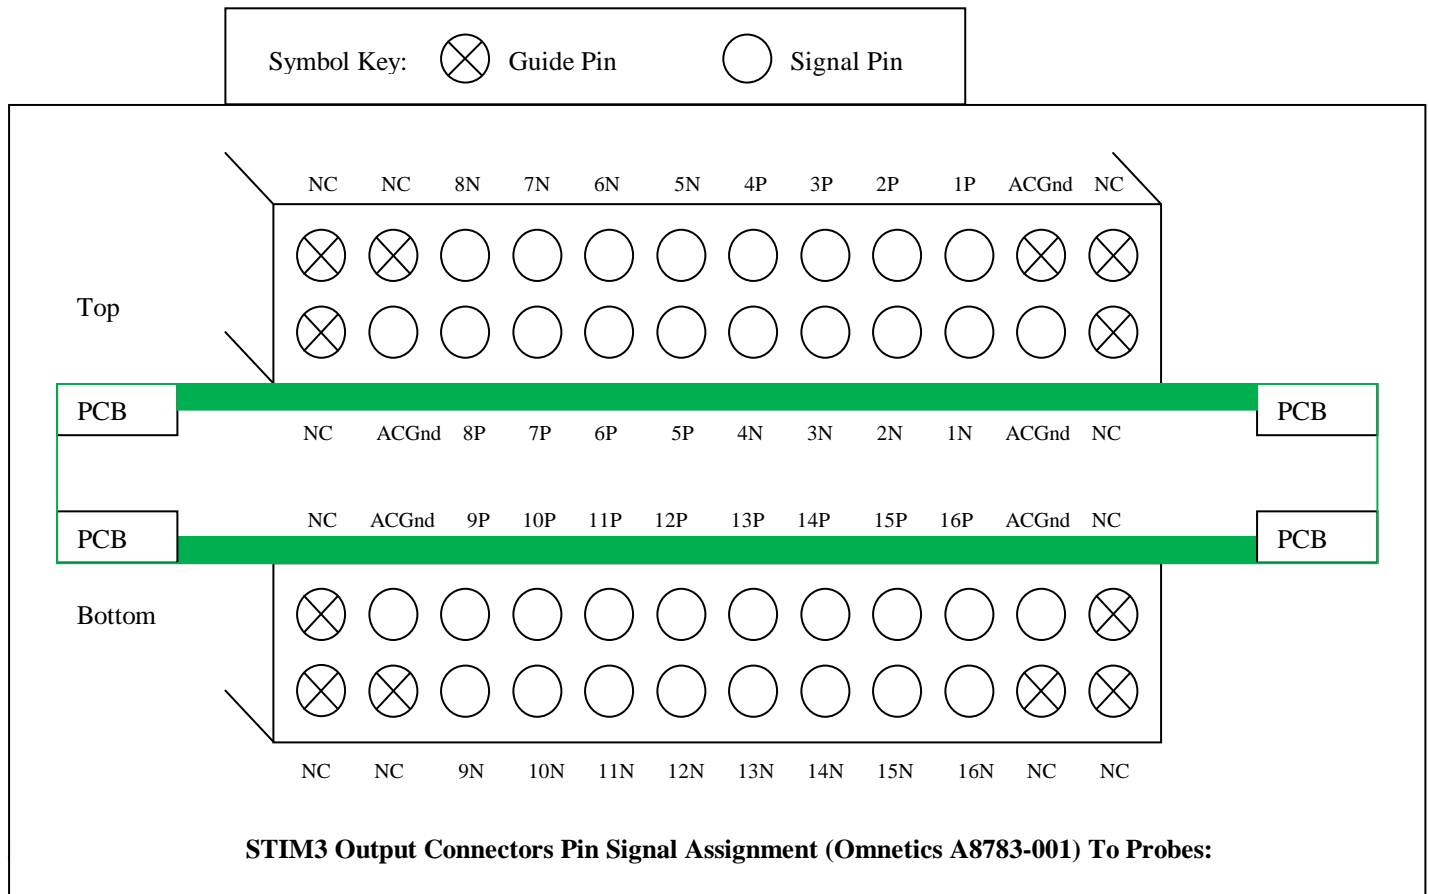 Symbol Key: Guide Pin Signal Pin
NC NC 8N 7N 6N 5N 4P 3P 2P 1P ACGnd NC
Top
PCB PCB
NC ACGnd 8P 7P 6P 5P 4N 3N 2N 1N ACGnd NC
NC ACGnd 9P 10P 11P 12P 13P 14P 15P 16P ACGnd NC
PCB PCB
Bottom
NC NC 9N 10N 11N 12N 13N 14N 15N 16N NC NC
STIM3 Output Connectors Pin Signal Assignment (Omnetics A8783-001) To Probes: